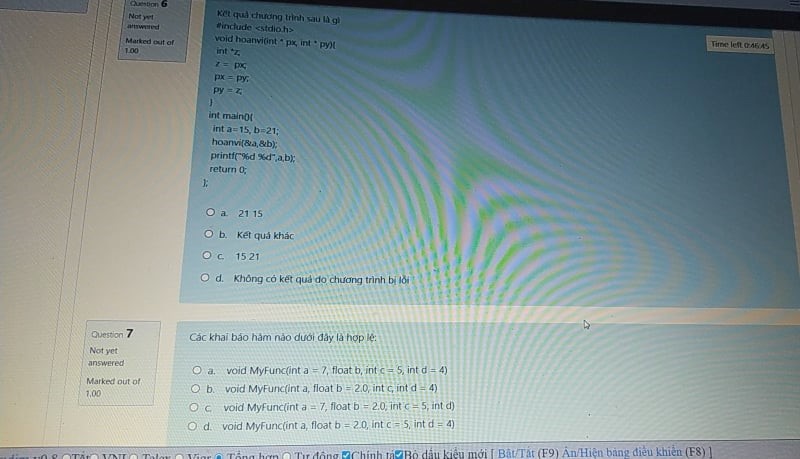 Question 6
Not yet
answered
Marked out of
1.00
Kết quả chương trình sau là gì
#include <stdio.h>
void hoanvi(int * px, int * py){
int *z;
z = px;
px = py;
py = z;
}
int main(){
int a=15, b=21;
hoanvi(&a,&b);
printf("%d %d",a,b);
return 0;
};
a. 21 15
b. Kết quả khác
c. 15 21
d. Không có kết quả do chương trình bị lỗi
Time left 0:46:45
Question 7
Not yet
answered
Marked out of
1.00
Các khai báo hàm nào dưới đây là hợp lệ:
a. void MyFunc(int a = 7, float b, int c = 5, int d = 4)
b. void MyFunc(int a, float b = 2.0, int c, int d = 4)
c. void MyFunc(int a = 7, float b = 2.0, int c = 5, int d)
d. void MyFunc(int a, float b = 2.0, int c = 5, int d = 4)
Tắt VNI Telex Viqr Tổng hợp Tự động Chính tả Bỏ dấu kiểu mới [ Bật/Tắt (F9) Ẩn/Hiện bảng điều khiển (F8) ]